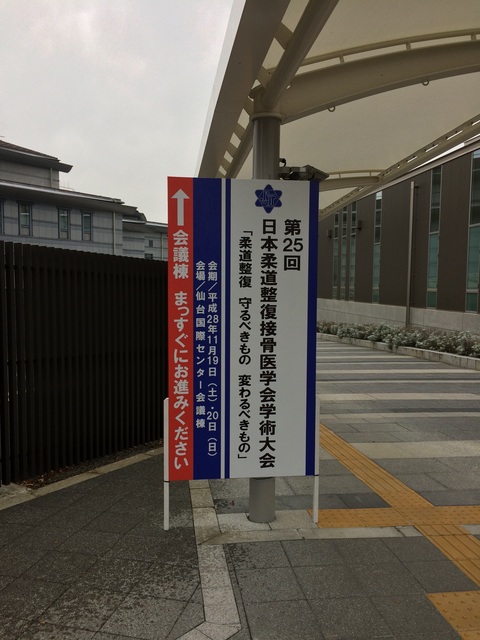 第25回
日本柔道整復接骨医学会学術大会
「柔道整復 守るべきもの 変わるべきもの」
会期/平成28年11月19日(土)・20日(日)
会場/仙台国際センター会議棟
↑会議棟 まっすぐにお進みください